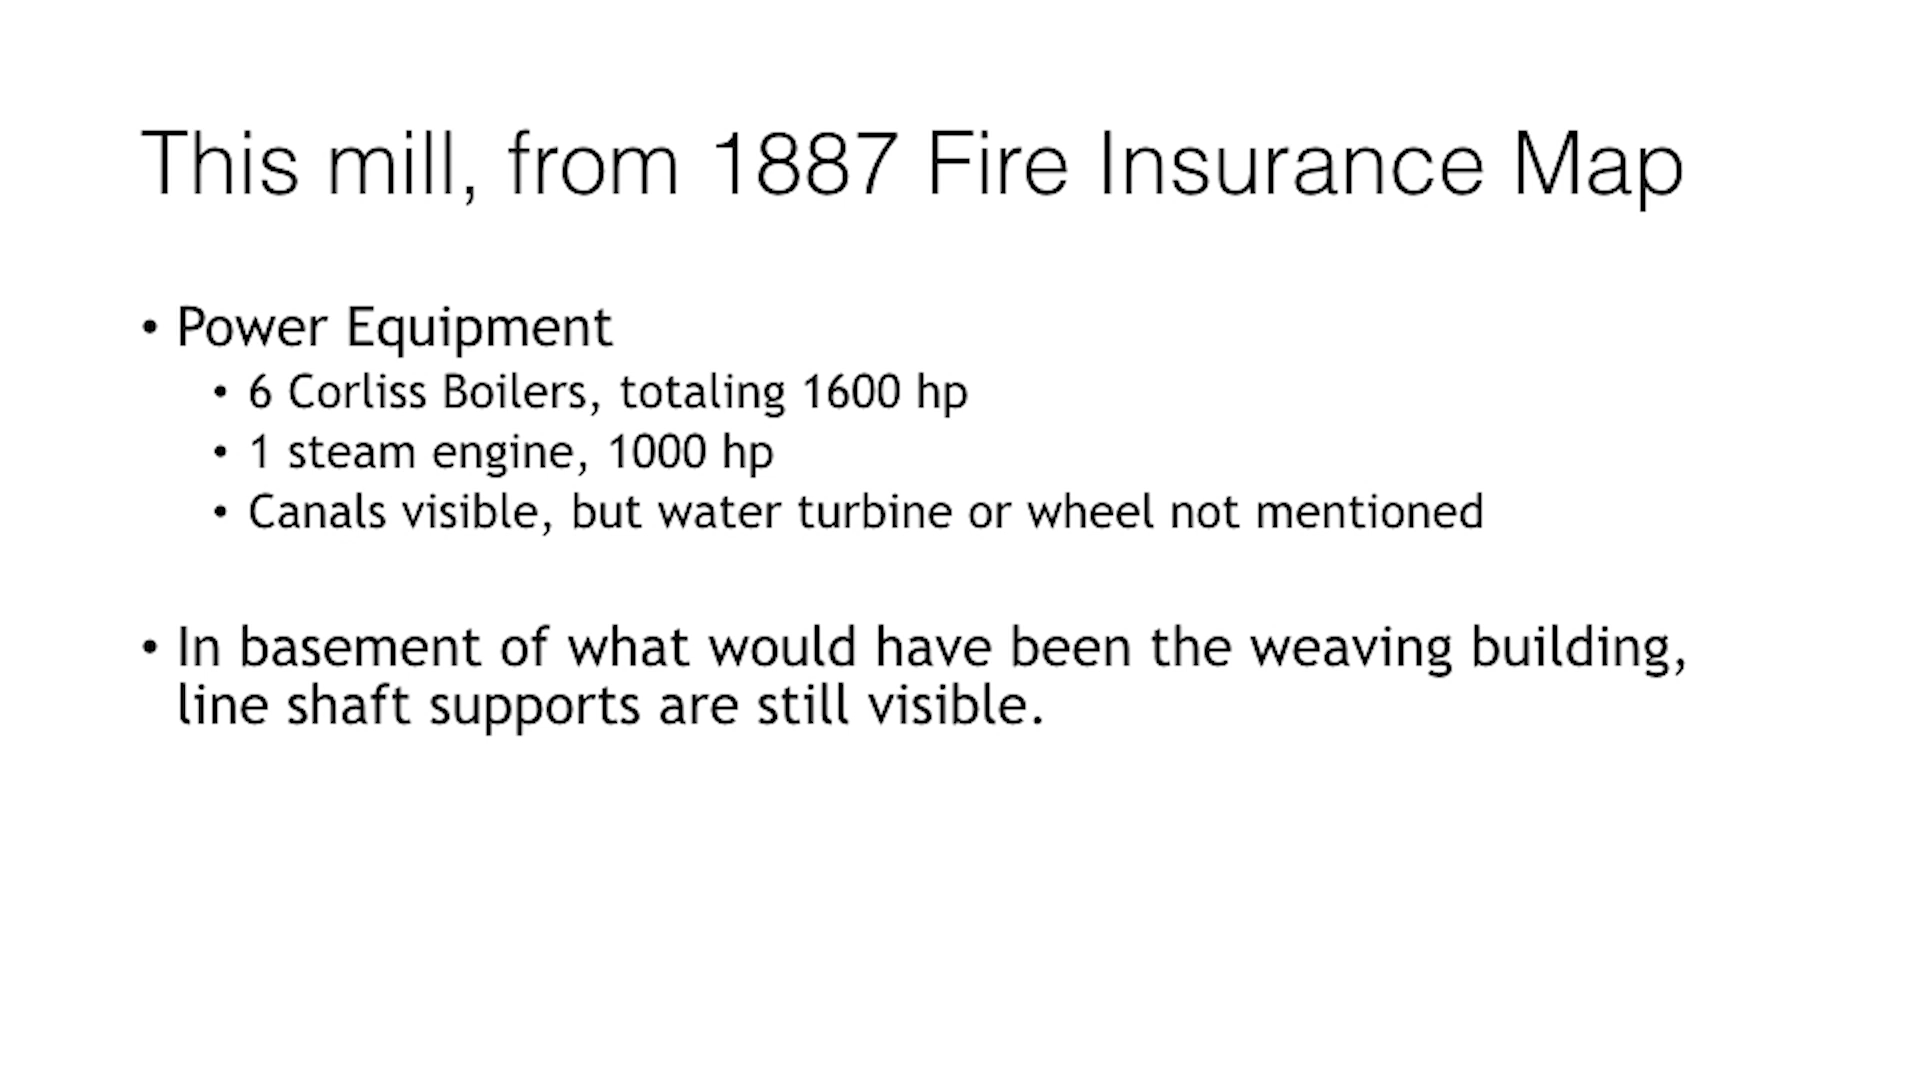 This mill, from 1887 Fire Insurance Map
• Power Equipment
• 6 Corliss Boilers, totaling 1600 hp
• 1 steam engine, 1000 hp
• Canals visible, but water turbine or wheel not mentioned
• In basement of what would have been the weaving building,
line shaft supports are still visible.